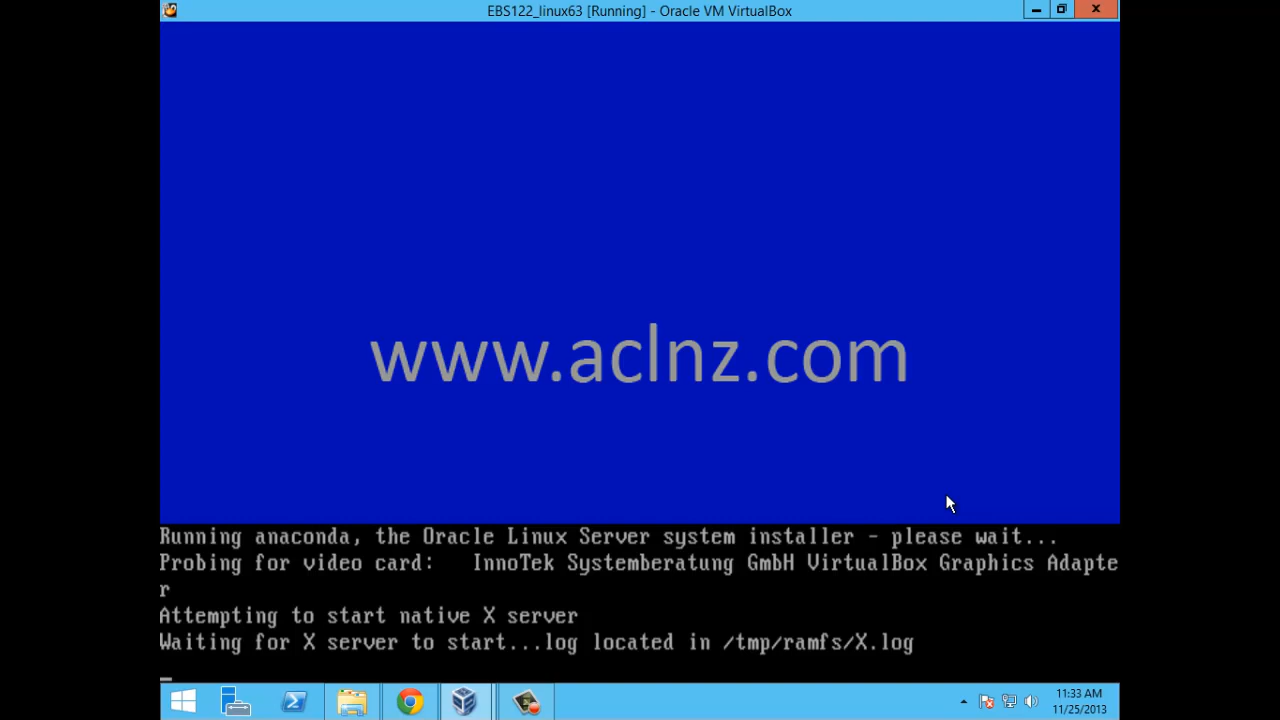 EBS122_linux63 [Running] - Oracle VM VirtualBox
www.aclnz.com
Running anaconda, the Oracle Linux Server system installer - please wait...
Probing for video card:   InnoTek Systemberatung GmbH VirtualBox Graphics Adapte
r
Attempting to start native X server
Waiting for X server to start...log located in /tmp/ramfs/X.log
11:33 AM
11/25/2013